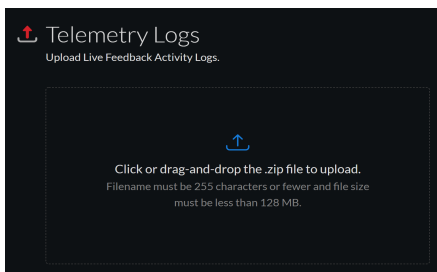 Telemetry Logs
Upload Live Feedback Activity Logs.
Click or drag-and-drop the .zip file to upload.
Filename must be 255 characters or fewer and file size
must be less than 128 MB.